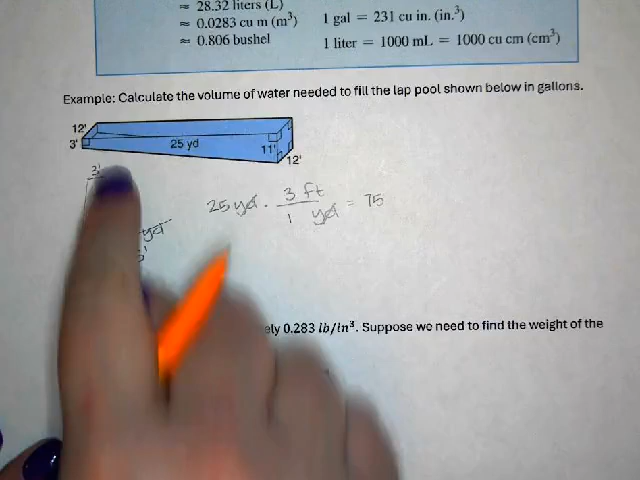 ≈ 28.32 liters (L)
≈ 0.0283 cu m (m³)
1 gal = 231 cu in. (in.³)
≈ 0.806 bushel
1 liter = 1000 mL = 1000 cu cm (cm³)
Example: Calculate the volume of water needed to fill the lap pool shown below in gallons.
12'
3'
25 yd
11'
12'
3'
25 yd · 3 ft / 1 yd = 75
yd
0.283 lb/in³. Suppose we need to find the weight of the